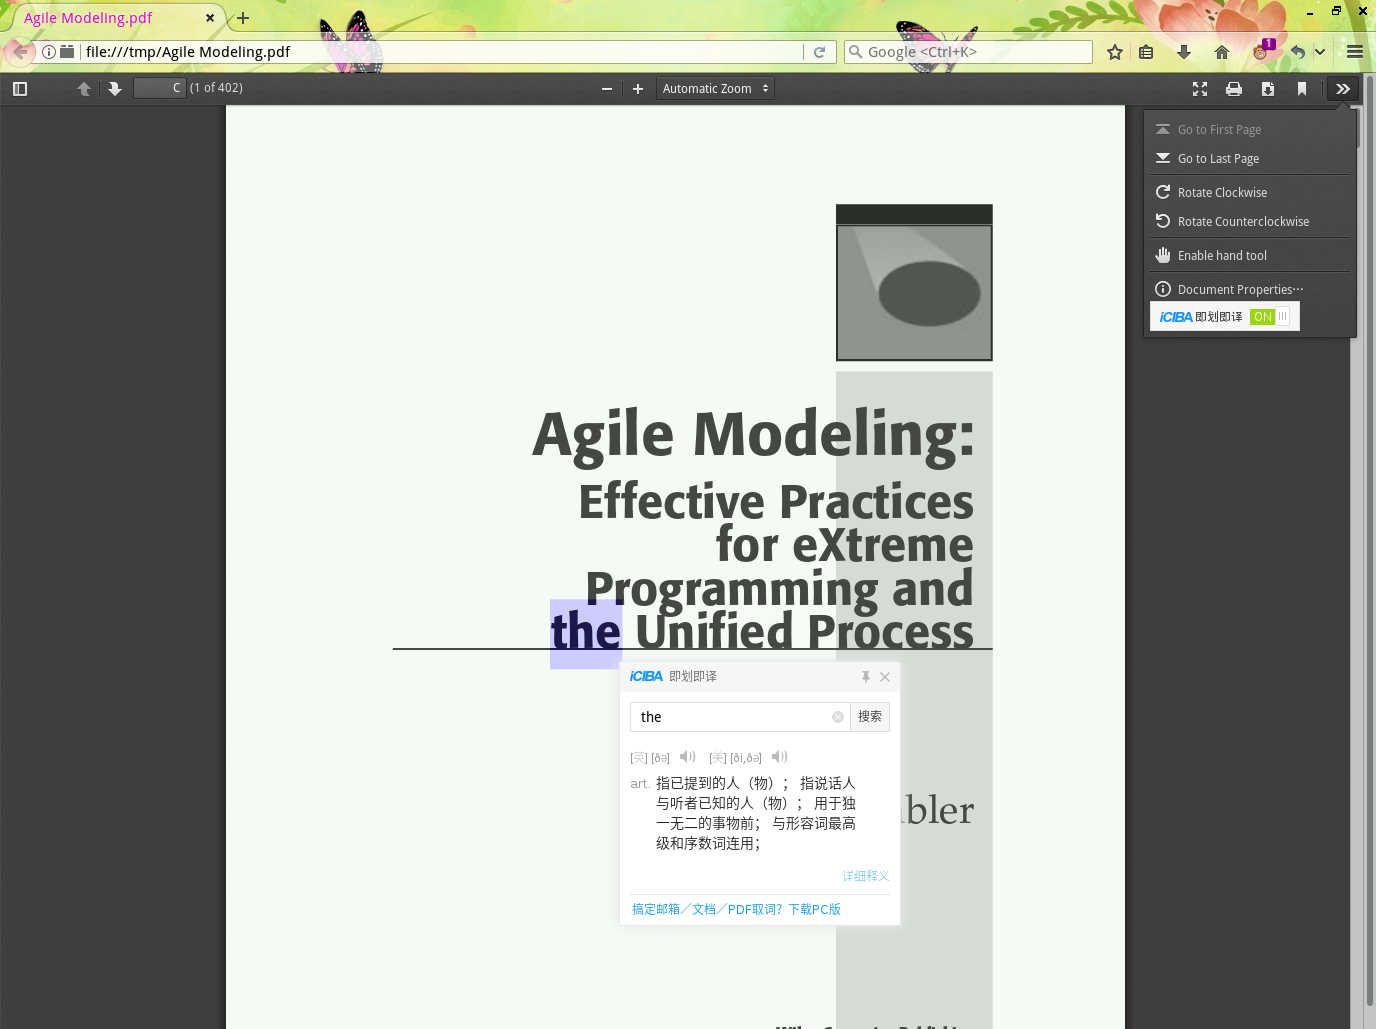 Agile Modeling.pdf
file:///tmp/Agile Modeling.pdf
Google <Ctrl+K>
1
C (1 of 402)
Automatic Zoom
Go to First Page
Go to Last Page
Rotate Clockwise
Rotate Counterclockwise
Enable hand tool
Document Properties...
iCIBA 即划即译 ON
Agile Modeling:
Effective Practices
for eXtreme
Programming and
the Unified Process
iCIBA 即划即译
the 搜索
[英] [ðə] [美] [ði,ðə]
art. 指已提到的人（物）； 指说话人
与听者已知的人（物）； 用于独
一无二的事物前； 与形容词最高
级和序数词连用；
bler
详细释义
搞定邮箱／文档／PDF取词？下载PC版